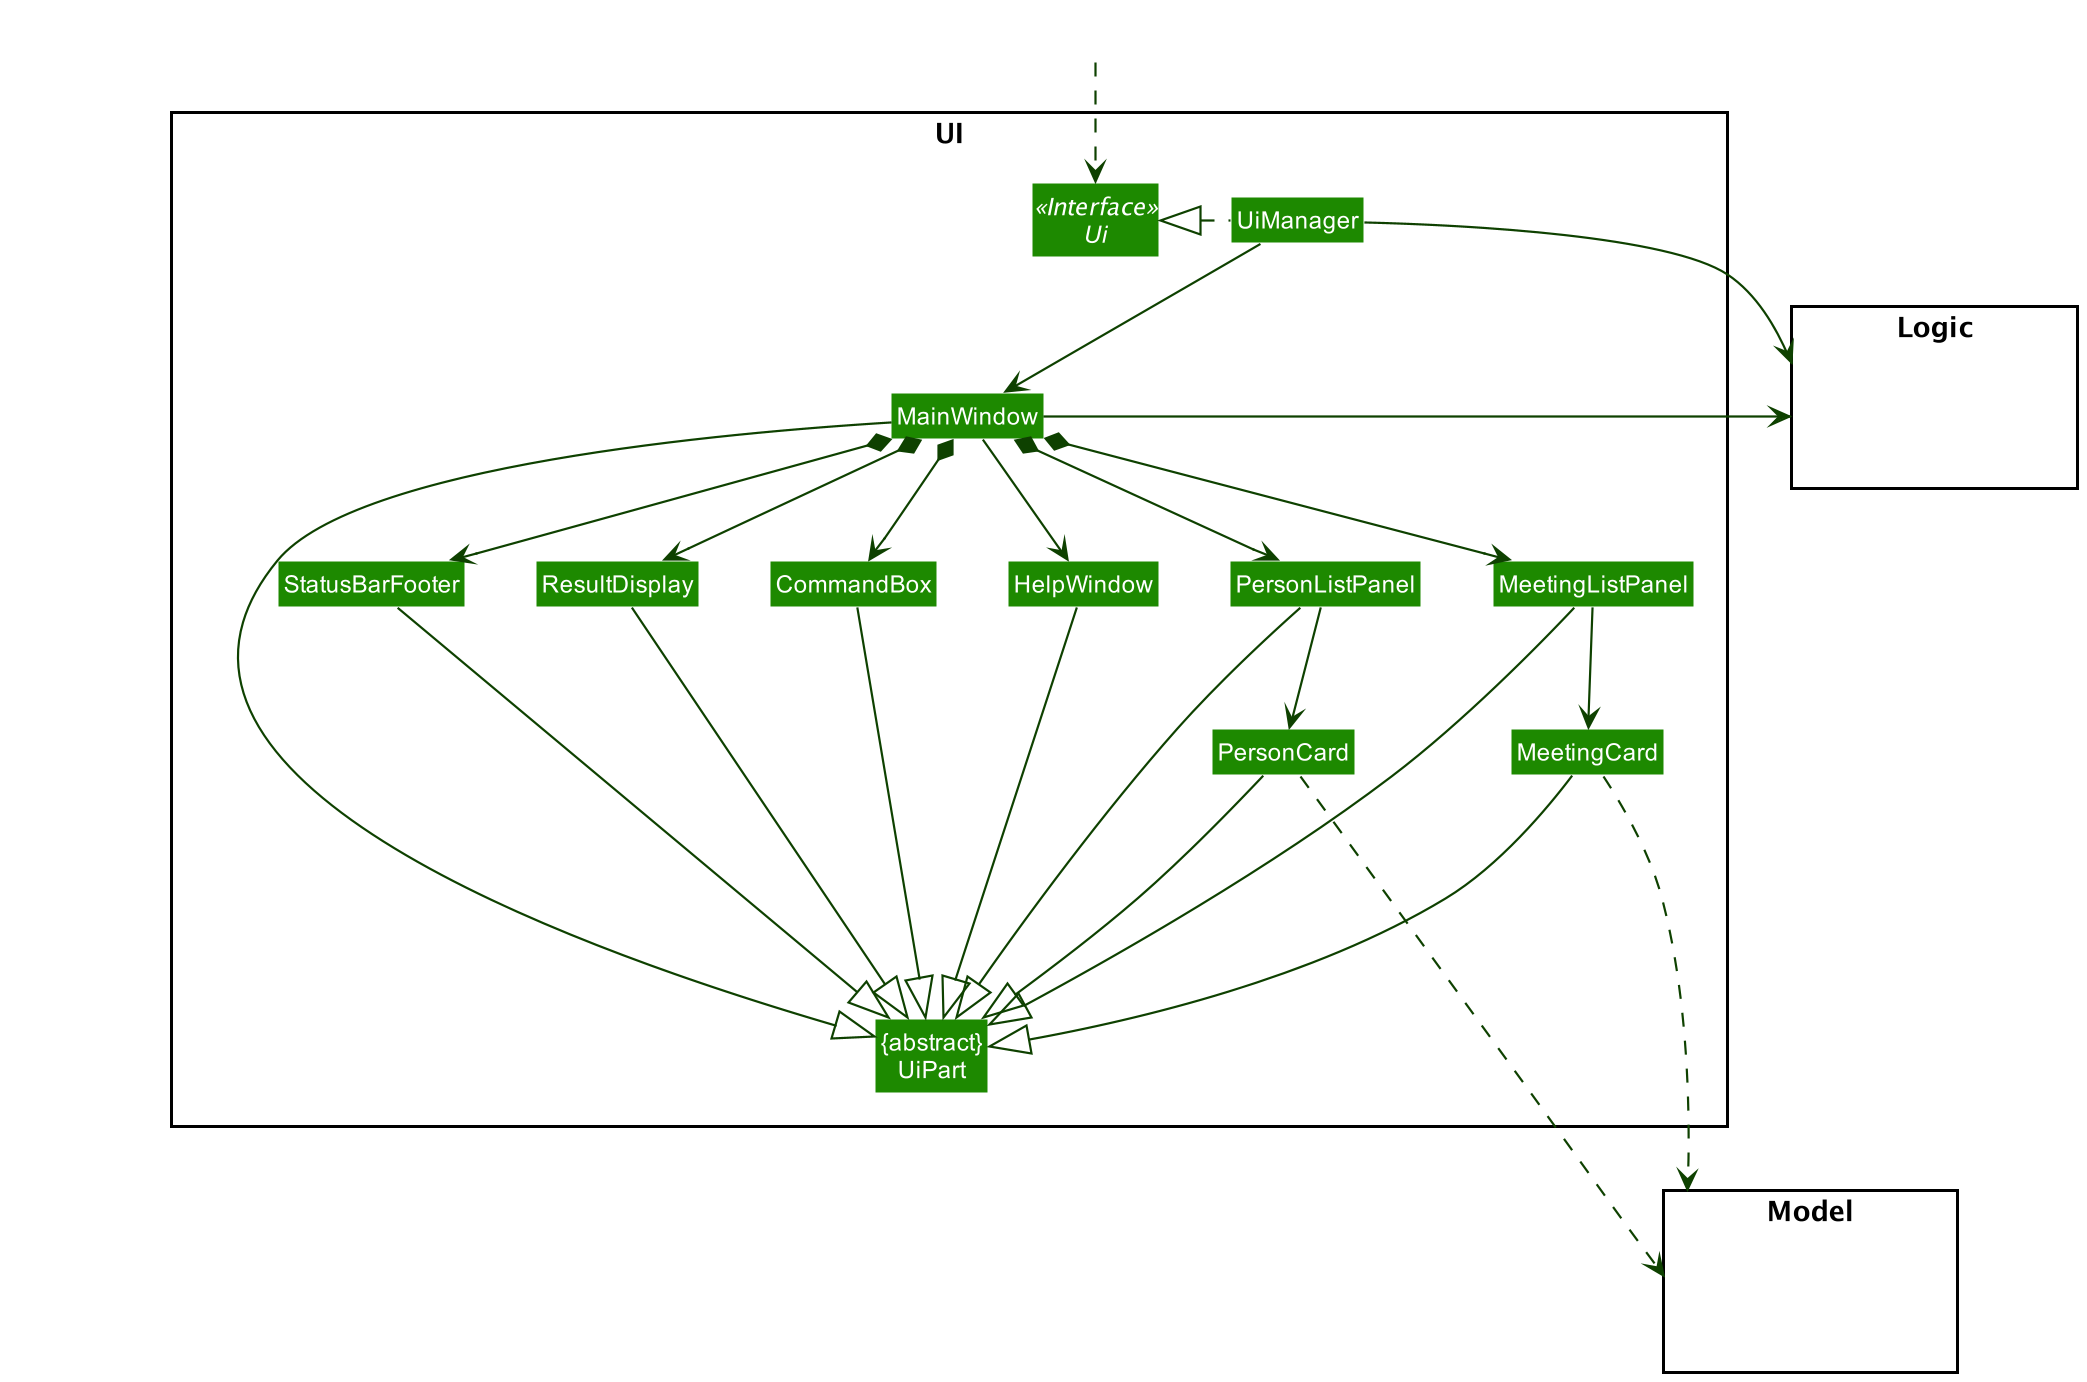 UI
«Interface»
Ui
UiManager
Logic
MainWindow
StatusBarFooter
ResultDisplay
CommandBox
HelpWindow
PersonListPanel
MeetingListPanel
PersonCard
MeetingCard
{abstract}
UiPart
Model